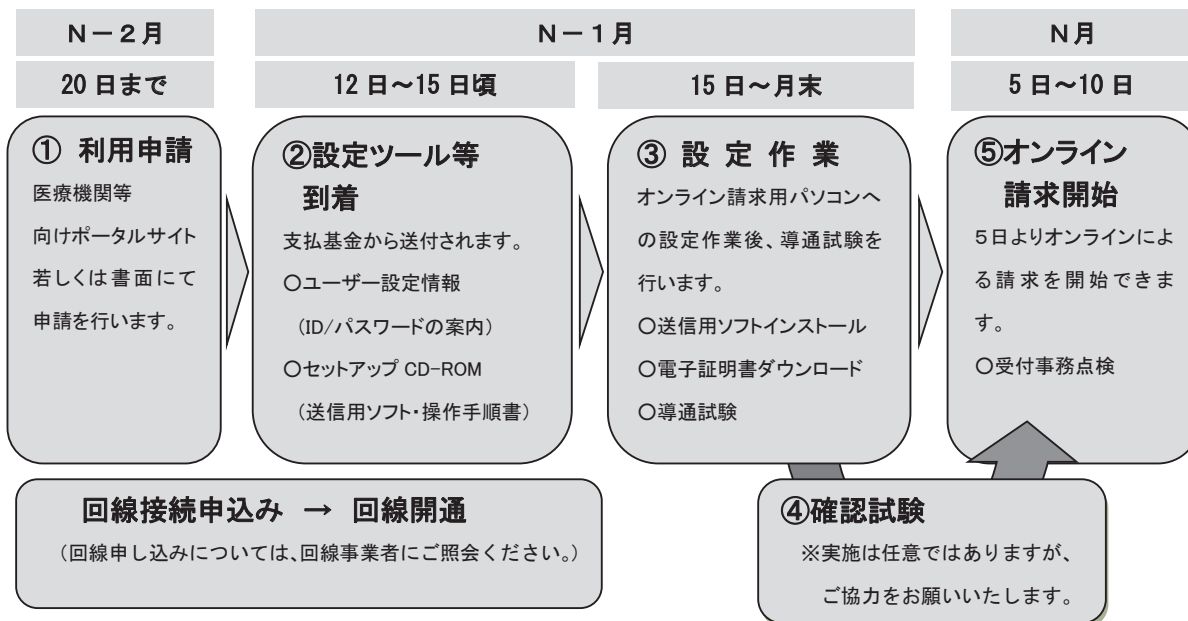 N－2月
N－1月
N月
20日まで
12日～15日頃
15日～月末
5日～10日
① 利用申請
医療機関等
向けポータルサイト
若しくは書面にて
申請を行います。
②設定ツール等
到着
支払基金から送付されます。
○ユーザー設定情報
（ID/パスワードの案内）
○セットアップ CD-ROM
（送信用ソフト・操作手順書）
③ 設 定 作 業
オンライン請求用パソコンへ
の設定作業後、導通試験を
行います。
○送信用ソフトインストール
○電子証明書ダウンロード
○導通試験
⑤オンライン
請求開始
５日よりオンラインによ
る請求を開始できま
す。
○受付事務点検
回線接続申込み → 回線開通
（回線申し込みについては、回線事業者にご照会ください。）
④確認試験
※実施は任意ではありますが、
ご協力をお願いいたします。